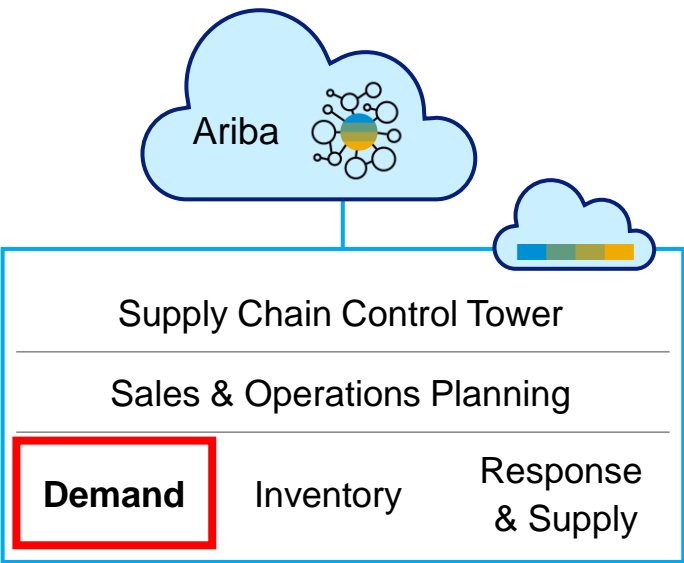 Ariba
Supply Chain Control Tower
Sales & Operations Planning
Demand
Inventory
Response
& Supply